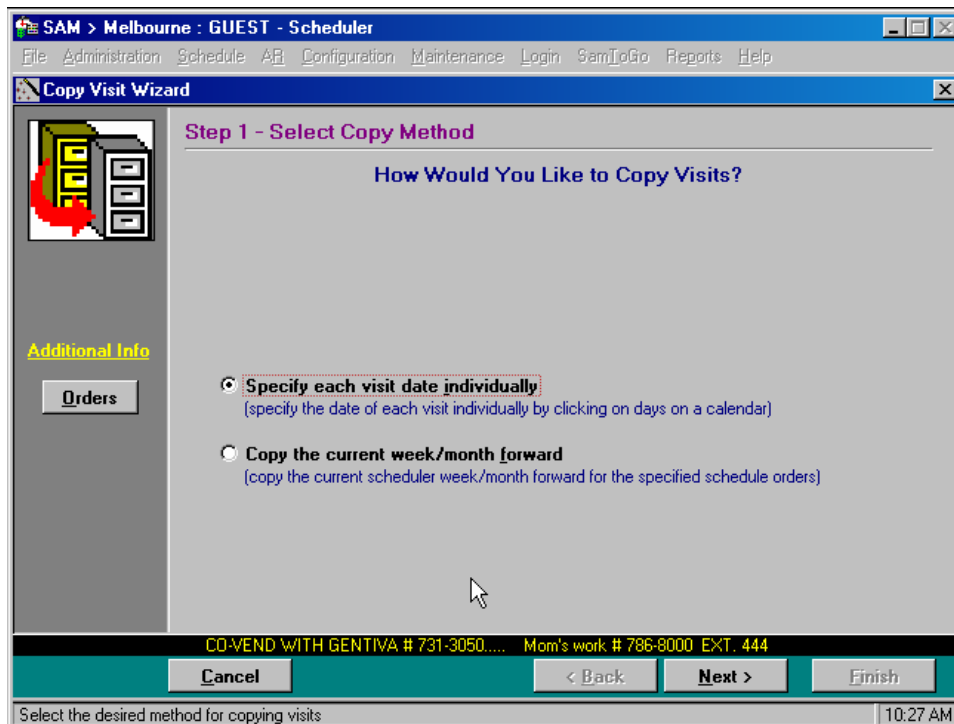 SAM > Melbourne : GUEST - Scheduler
File Administration Schedule AR Configuration Maintenance Login SamToGo Reports Help
Copy Visit Wizard
Step 1 - Select Copy Method
How Would You Like to Copy Visits?
Additional Info
Orders
Specify each visit date individually
(specify the date of each visit individually by clicking on days on a calendar)
Copy the current week/month forward
(copy the current scheduler week/month forward for the specified schedule orders)
CO-VEND WITH GENTIVA # 731-3050..... Mom's work # 786-8000 EXT. 444
Cancel < Back Next > Finish
Select the desired method for copying visits 10:27 AM